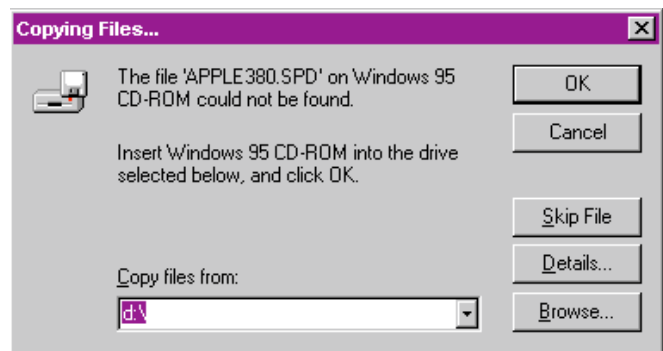 Copying Files...
The file 'APPLE380.SPD' on Windows 95
CD-ROM could not be found.
Insert Windows 95 CD-ROM into the drive
selected below, and click OK.
Copy files from:
d:\
OK
Cancel
Skip File
Details...
Browse...